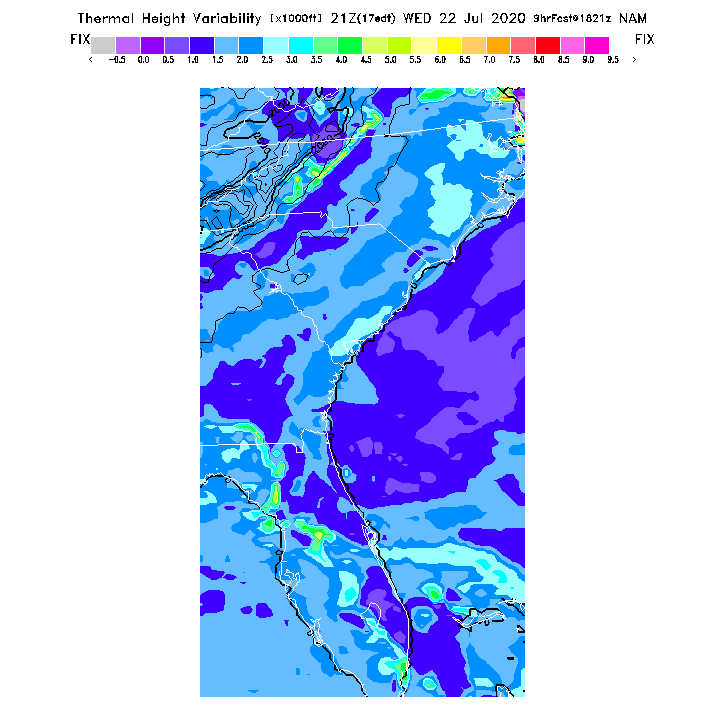 Thermal Height Variability [x1000ft] 21Z(17edt) WED 22 Jul 2020 9hrFcst@1821z NAM
FIX FIX
< -0.5 0.0 0.5 1.0 1.5 2.0 2.5 3.0 3.5 4.0 4.5 5.0 5.5 6.0 6.5 7.0 7.5 8.0 8.5 9.0 9.5 >